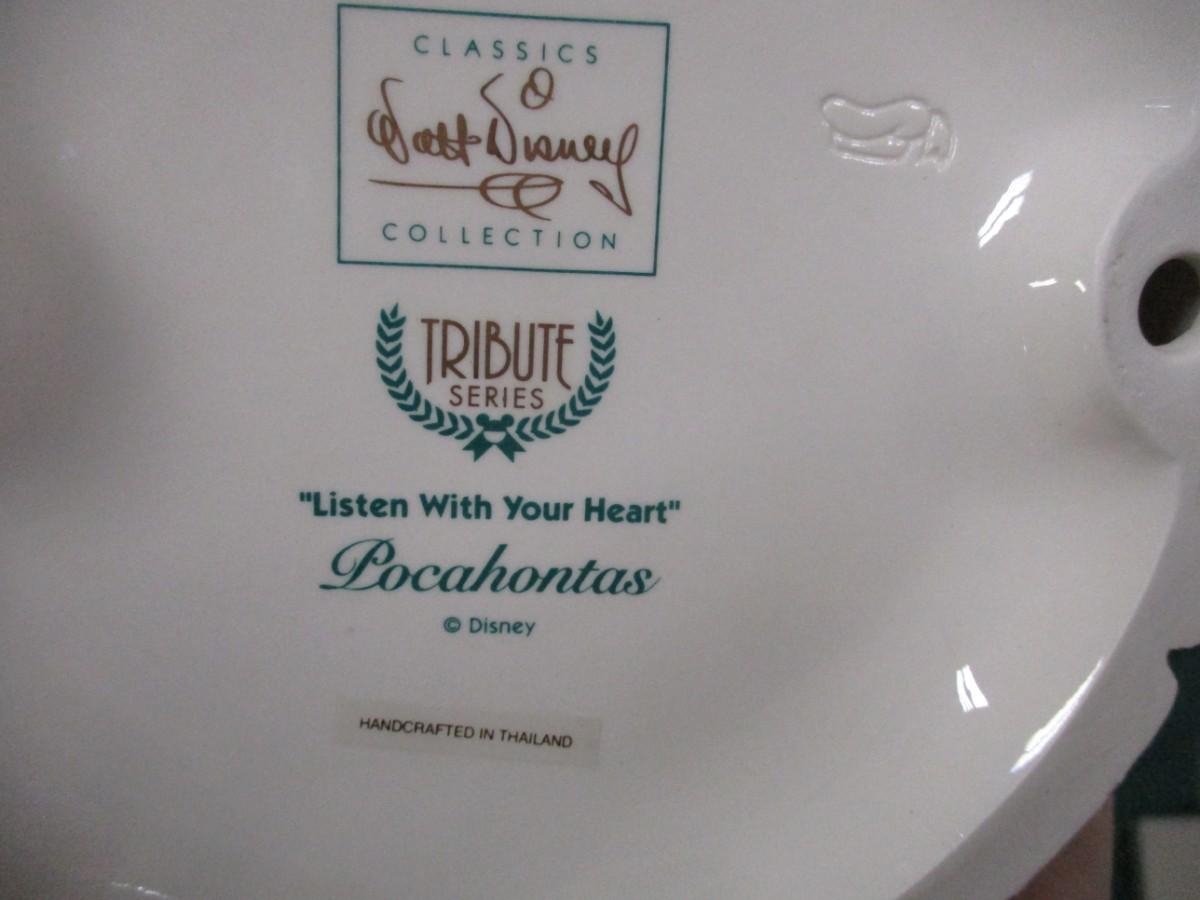 CLASSICS
Walt Disney
COLLECTION
TRIBUTE
SERIES
"Listen With Your Heart"
Pocahontas
© Disney
HANDCRAFTED IN THAILAND